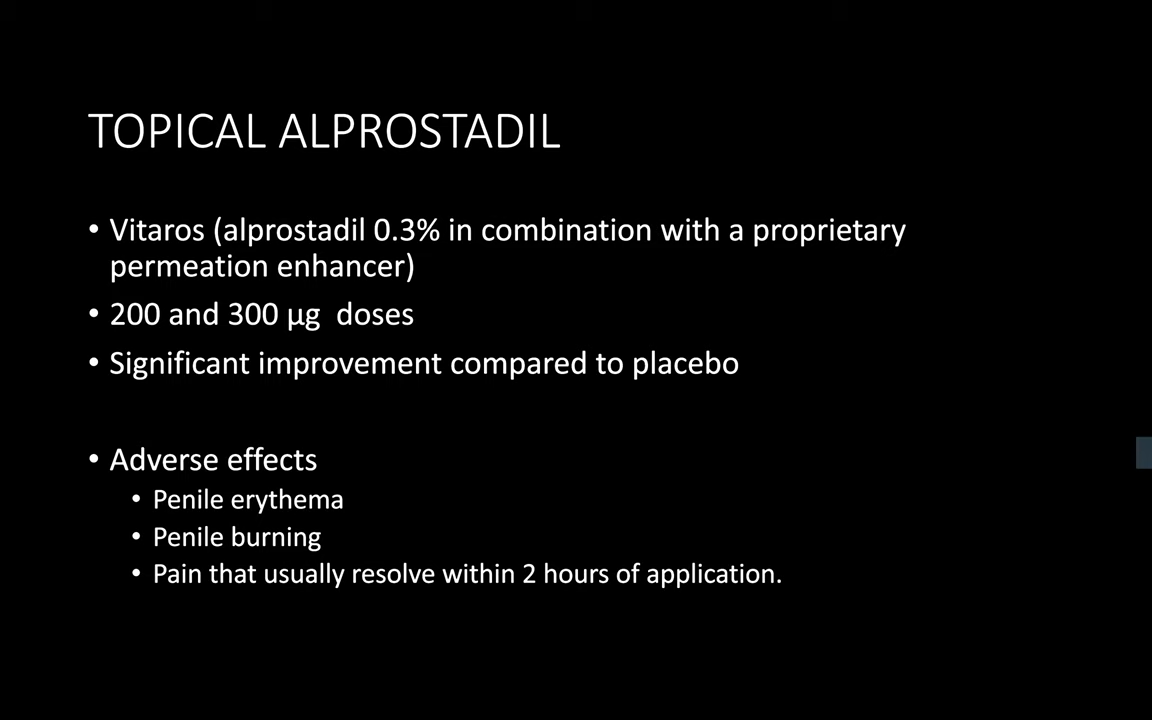 TOPICAL ALPROSTADIL
• Vitaros (alprostadil 0.3% in combination with a proprietary
permeation enhancer)
• 200 and 300 µg  doses
• Significant improvement compared to placebo
• Adverse effects
• Penile erythema
• Penile burning
• Pain that usually resolve within 2 hours of application.